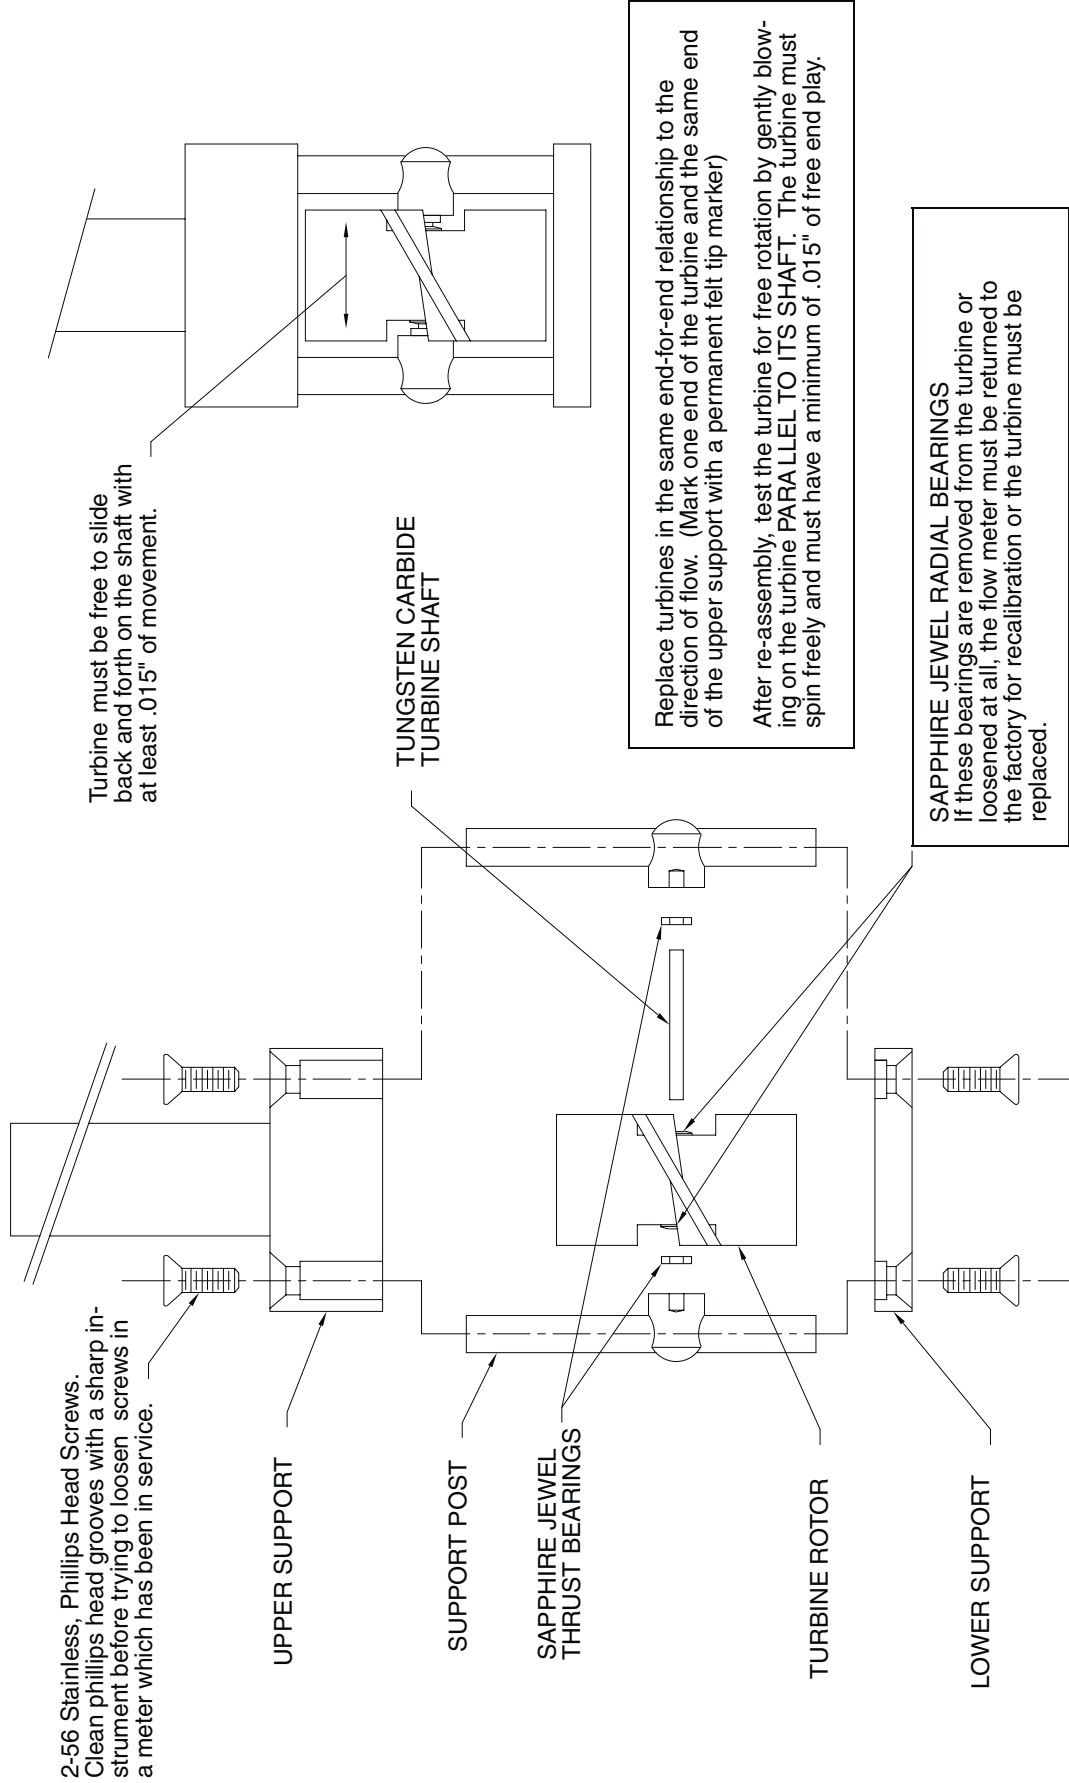 2-56 Stainless, Phillips Head Screws.
Clean phillips head grooves with a sharp in-
strument before trying to loosen screws in
a meter which has been in service.
UPPER SUPPORT
SUPPORT POST
SAPPHIRE JEWEL
THRUST BEARINGS
TURBINE ROTOR
LOWER SUPPORT
Turbine must be free to slide
back and forth on the shaft with
at least .015" of movement.
TUNGSTEN CARBIDE
TURBINE SHAFT
Replace turbines in the same end-for-end relationship to the
direction of flow. (Mark one end of the turbine and the same end
of the upper support with a permanent felt tip marker)
After re-assembly, test the turbine for free rotation by gently blow-
ing on the turbine PARALLEL TO ITS SHAFT. The turbine must
spin freely and must have a minimum of .015" of free end play.
SAPPHIRE JEWEL RADIAL BEARINGS
If these bearings are removed from the turbine or
loosened at all, the flow meter must be returned to
the factory for recalibration or the turbine must be
replaced.